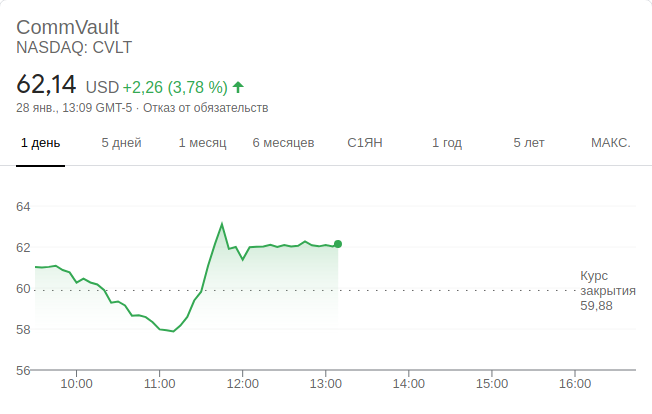 CommVault
NASDAQ: CVLT
62,14 USD +2,26 (3,78 %)
28 янв., 13:09 GMT-5 · Отказ от обязательств
1 день 5 дней 1 месяц 6 месяцев С1ЯН 1 год 5 лет МАКС.
64
62
60
58
56
Курс
закрытия
59,88
10:00 11:00 12:00 13:00 14:00 15:00 16:00